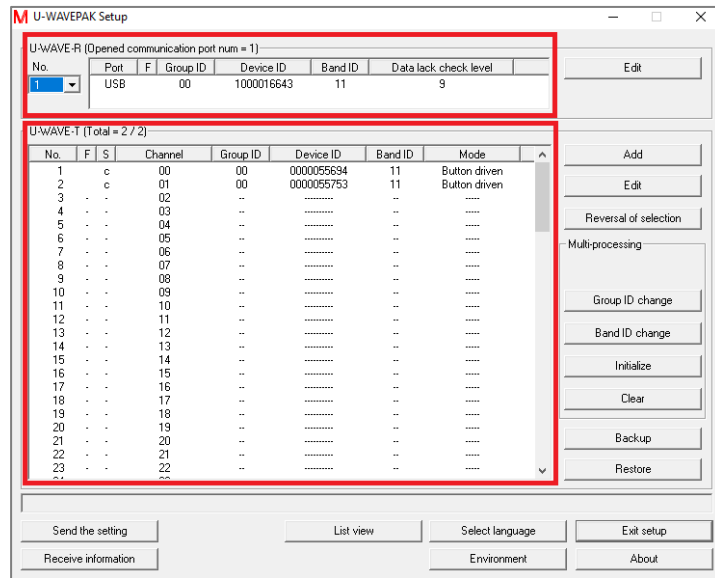 M U-WAVEPAK Setup
U-WAVE-R (Opened communication port num = 1)
No. Port F Group ID Device ID Band ID Data lack check level
1 USB 00 1000016643 11 9
Edit
U-WAVE-T (Total = 2 / 2)
No. F S Channel Group ID Device ID Band ID Mode
1 c 00 00 0000055694 11 Button driven
2 c 01 00 0000055753 11 Button driven
3 - - 02 -- ---------- -- -----
4 - - 03 -- ---------- -- -----
5 - - 04 -- ---------- -- -----
6 - - 05 -- ---------- -- -----
7 - - 06 -- ---------- -- -----
8 - - 07 -- ---------- -- -----
9 - - 08 -- ---------- -- -----
10 - - 09 -- ---------- -- -----
11 - - 10 -- ---------- -- -----
12 - - 11 -- ---------- -- -----
13 - - 12 -- ---------- -- -----
14 - - 13 -- ---------- -- -----
15 - - 14 -- ---------- -- -----
16 - - 15 -- ---------- -- -----
17 - - 16 -- ---------- -- -----
18 - - 17 -- ---------- -- -----
19 - - 18 -- ---------- -- -----
20 - - 19 -- ---------- -- -----
21 - - 20 -- ---------- -- -----
22 - - 21 -- ---------- -- -----
23 - - 22 -- ---------- -- -----
Add
Edit
Reversal of selection
Multi-processing
Group ID change
Band ID change
Initialize
Clear
Backup
Restore
Send the setting List view Select language Exit setup
Receive information Environment About